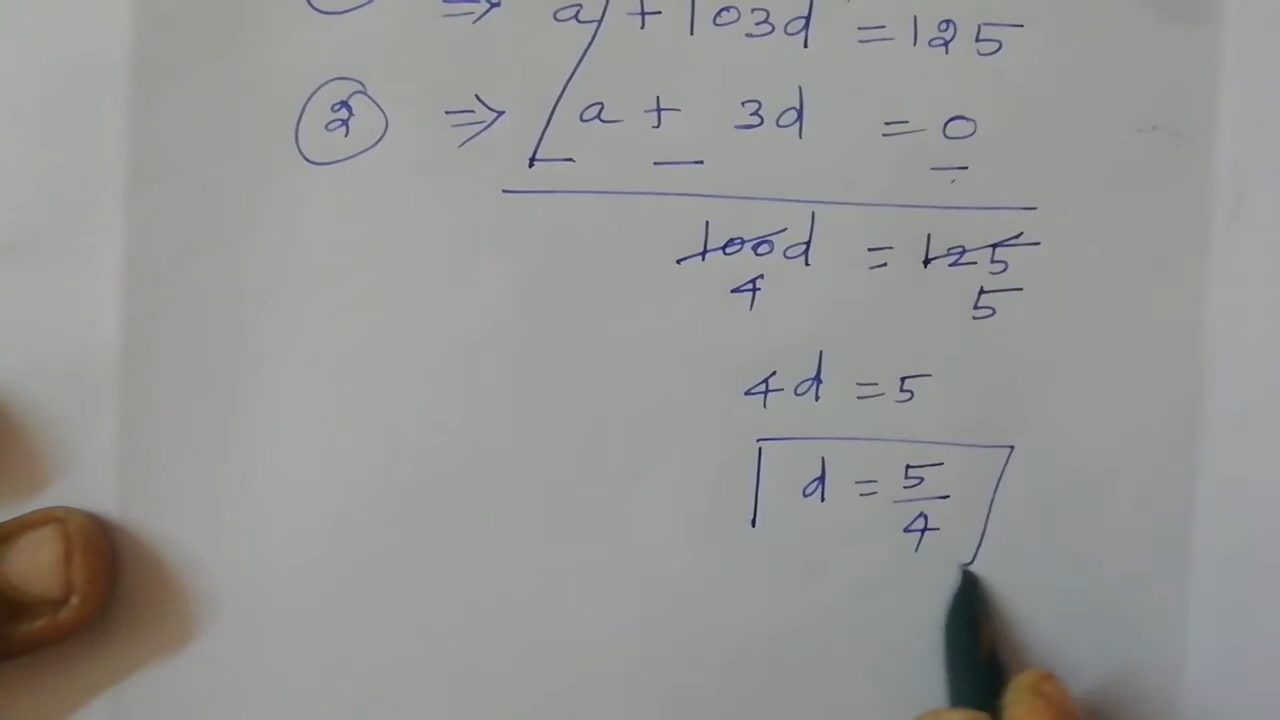 ⇒ a + 103d = 125
② ⇒ a + 3d = 0
— — —
100d = 125
4 5
4d = 5
d = 5/4